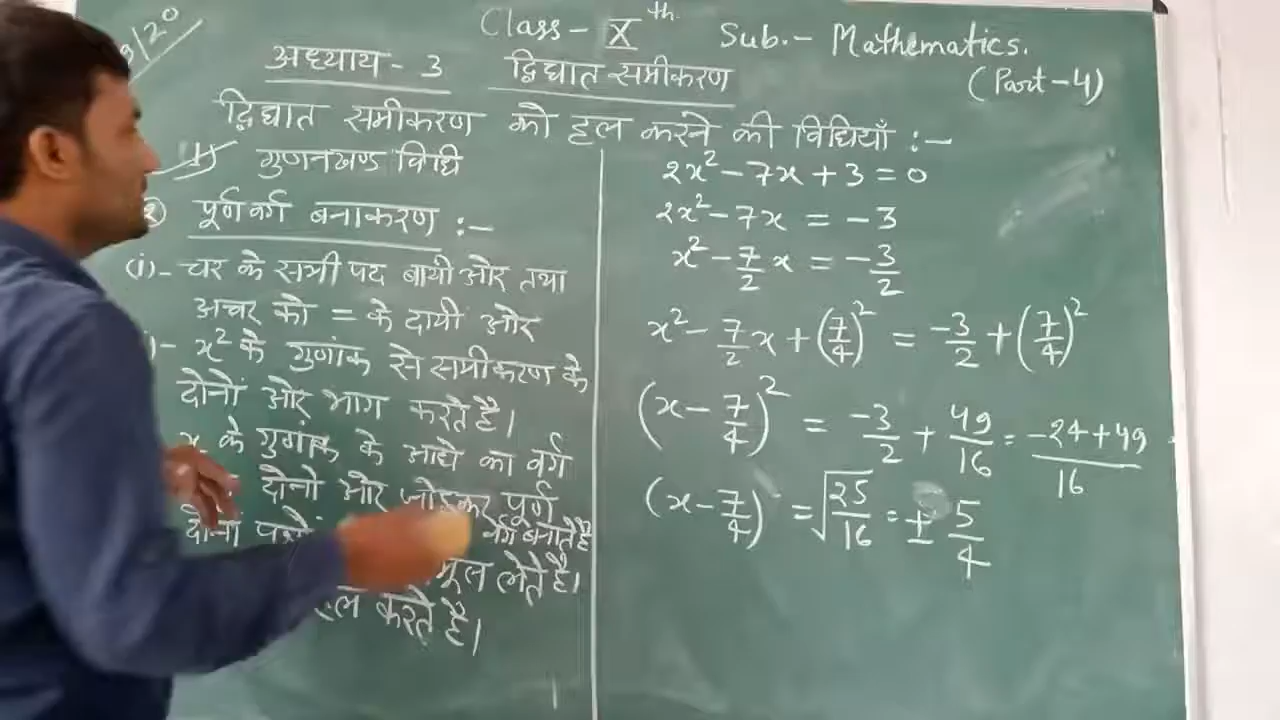 Class - X th Sub. - Mathematics.
(Part-4)
अध्याय - 3 द्विघात समीकरण
द्विघात समीकरण को हल करने की विधियाँ :-
1) गुणनखण्ड विधि
② पूर्ण वर्ग बनाकरण :-
(i)- चर के सभी पद बायी ओर तथा
अचर को = के दायी ओर
)- x² के गुणांक से समीकरण के
दोनों ओर भाग करते है।
x के गुणांक के आधे का वर्ग
दोनो ओर जोड़कर पूर्ण
वर्ग बनाते है
दोनो
मूल लेते है।
हल करते है।
2x² - 7x + 3 = 0
2x² - 7x = -3
x² - 7/2 x = -3/2
x² - 7/2 x + (7/4)² = -3/2 + (7/4)²
(x - 7/4)² = -3/2 + 49/16 = -24+49/16
(x - 7/4) = √25/16 = ± 5/4